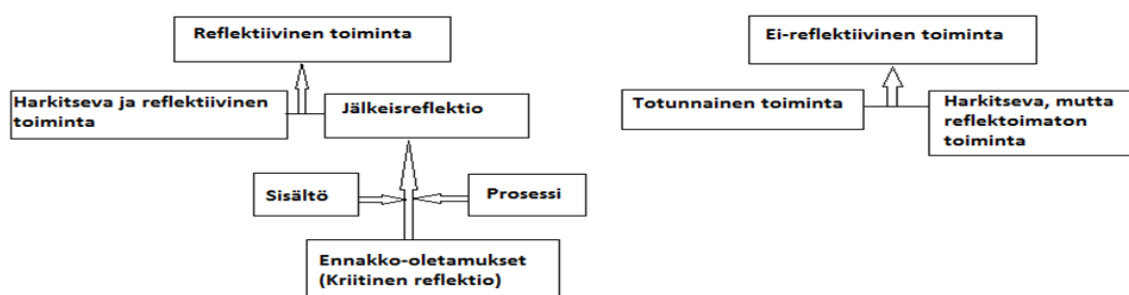 Reflektiivinen toiminta
Harkitseva ja reflektiivinen
toiminta
Jälkeisreflektio
Sisältö
Prosessi
Ennakko-oletamukset
(Kriitinen reflektio)
Ei-reflektiivinen toiminta
Totunnainen toiminta
Harkitseva, mutta
reflektoimaton
toiminta